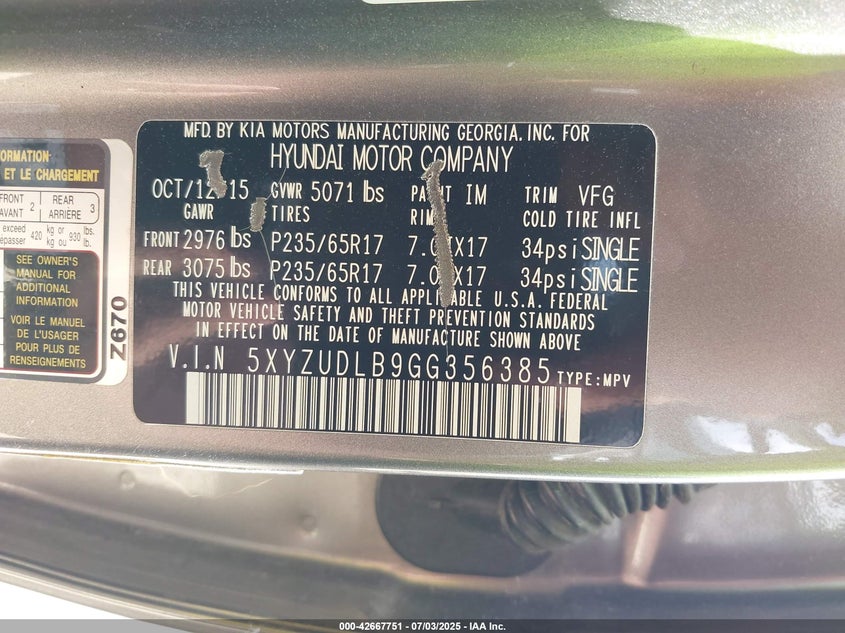 MFD. BY KIA MOTORS MANUFACTURING GEORGIA, INC. FOR
HYUNDAI MOTOR COMPANY
OCT/12/15 GVWR 5071 lbs PAINT IM TRIM VFG
GAWR TIRES RIM COLD TIRE INFL
FRONT 2976 lbs P235/65R17 7.0JX17 34psi SINGLE
REAR 3075 lbs P235/65R17 7.0JX17 34psi SINGLE
THIS VEHICLE CONFORMS TO ALL APPLICABLE U.S.A. FEDERAL
MOTOR VEHICLE SAFETY AND THEFT PREVENTION STANDARDS
IN EFFECT ON THE DATE OF MANUFACTURE SHOWN ABOVE
V.I.N 5XYZUDLB9GG356385 TYPE:MPV
ET LE CHARGEMENT
FRONT 2 REAR 3
AVANT ARRIÈRE
exceed 420 kg or 930 lbs.
kg ou lb.
SEE OWNER'S
MANUAL FOR
ADDITIONAL
INFORMATION
VOIR LE MANUEL
DE L'USAGER
POUR PLUS DE
RENSEIGNEMENTS
Z670
000-42667751 - 07/03/2025 - IAA Inc.